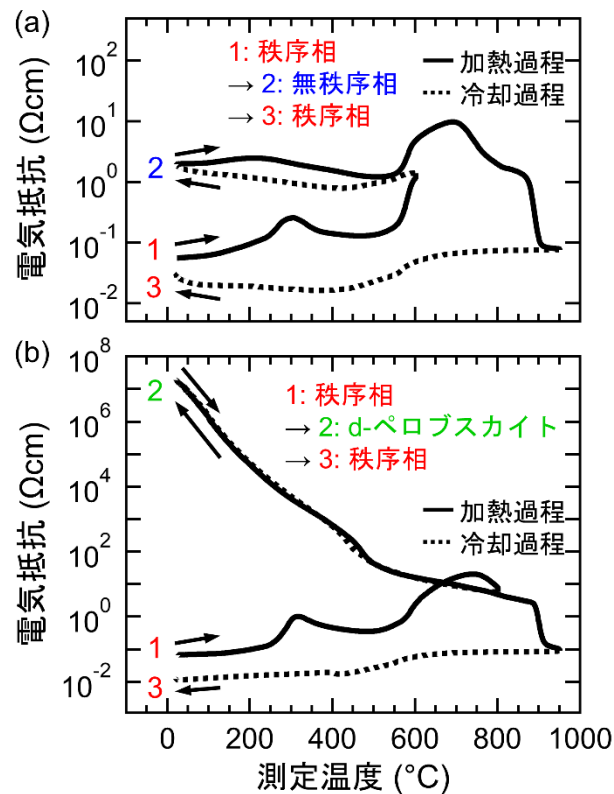 (a)
電気抵抗 (Ωcm)
10²
10¹
10⁰
10⁻¹
10⁻²
1: 秩序相
→ 2: 無秩序相
→ 3: 秩序相
加熱過程
冷却過程
2
1
3
(b)
電気抵抗 (Ωcm)
10⁸
10⁶
10⁴
10²
10⁰
10⁻²
2
1: 秩序相
→ 2: d-ペロブスカイト
→ 3: 秩序相
加熱過程
冷却過程
1
3
0 200 400 600 800 1000
測定温度 (°C)